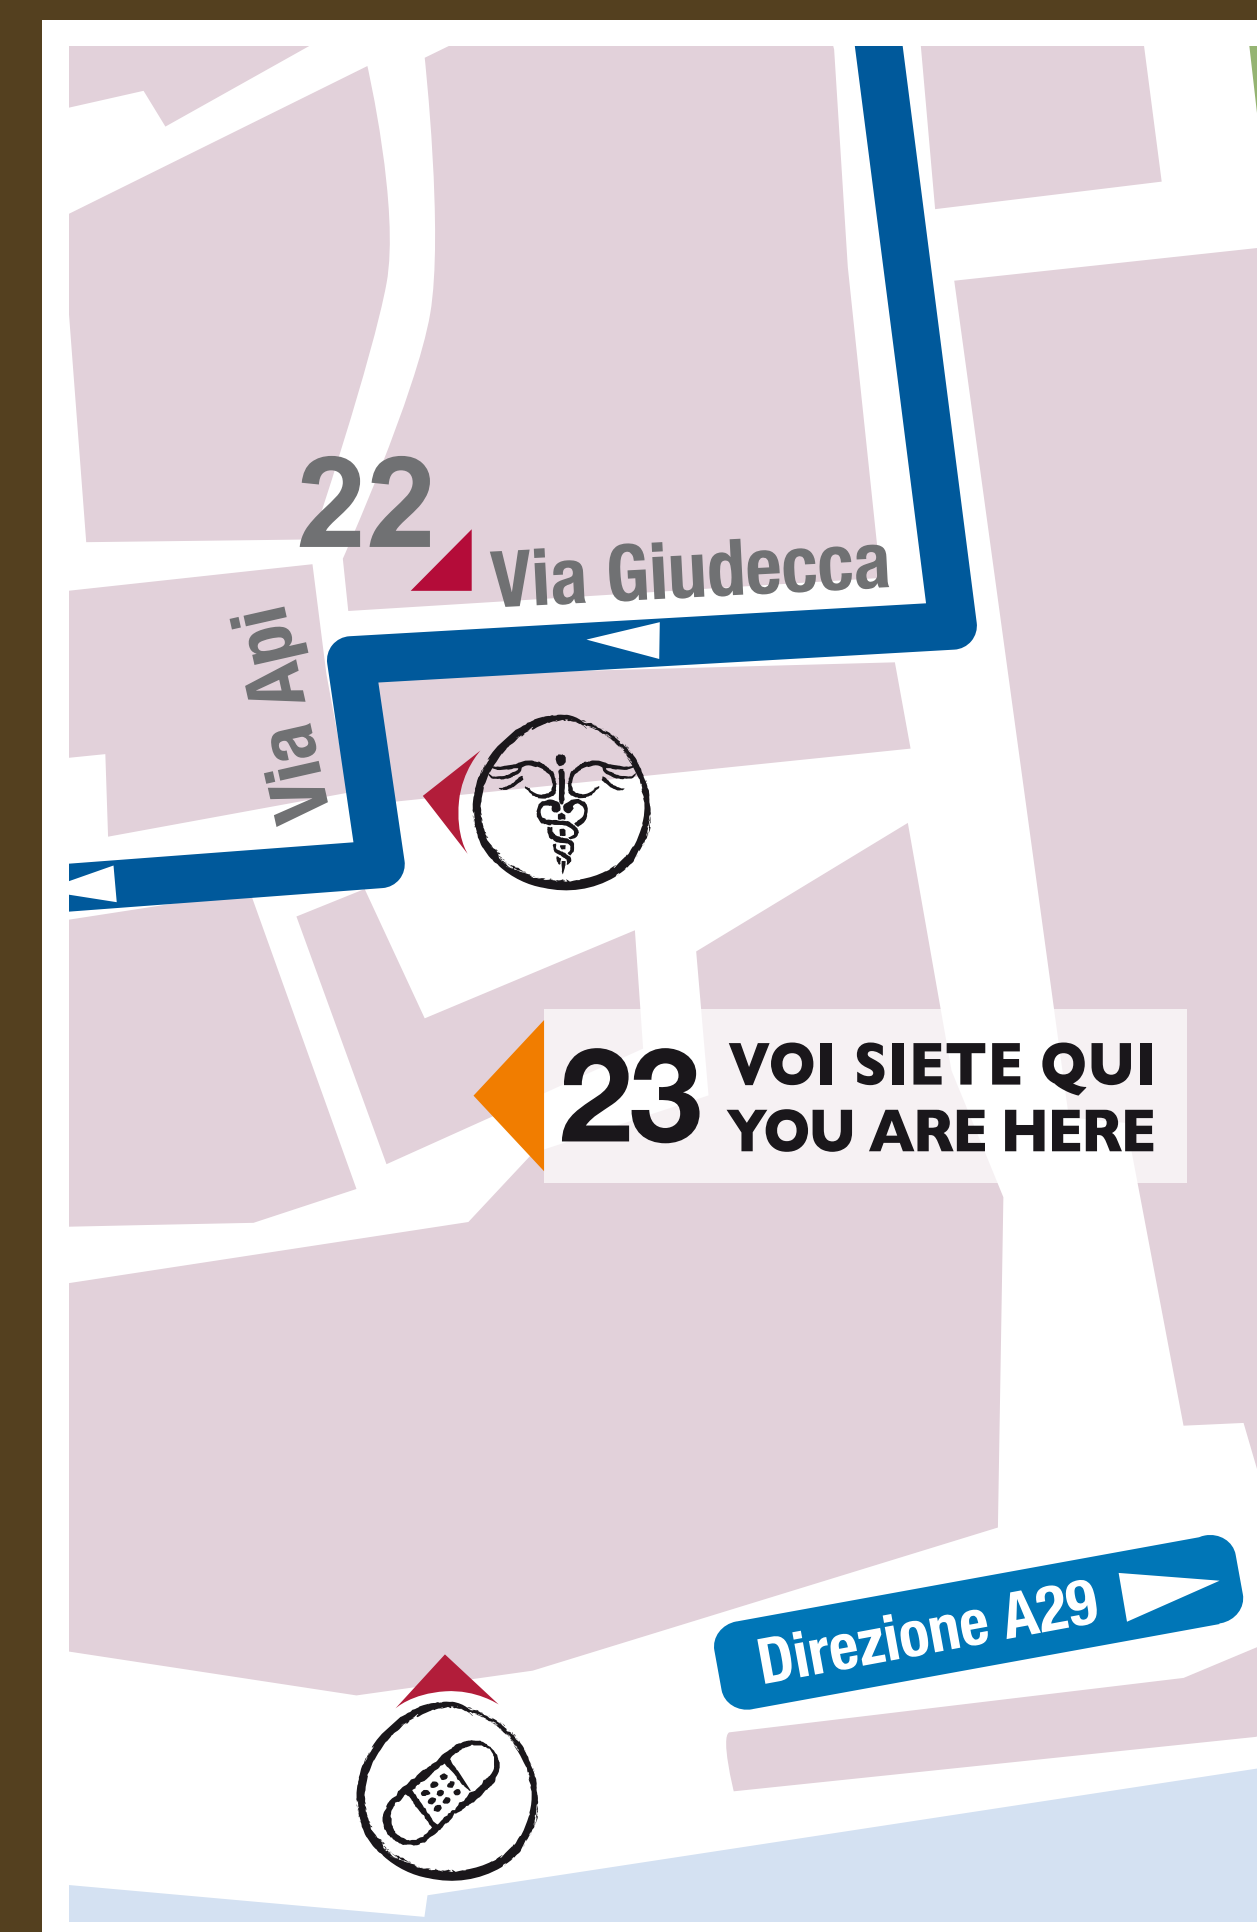 22
Via Giudecca
Via Api
23
VOI SIETE QUI
YOU ARE HERE
Direzione A29